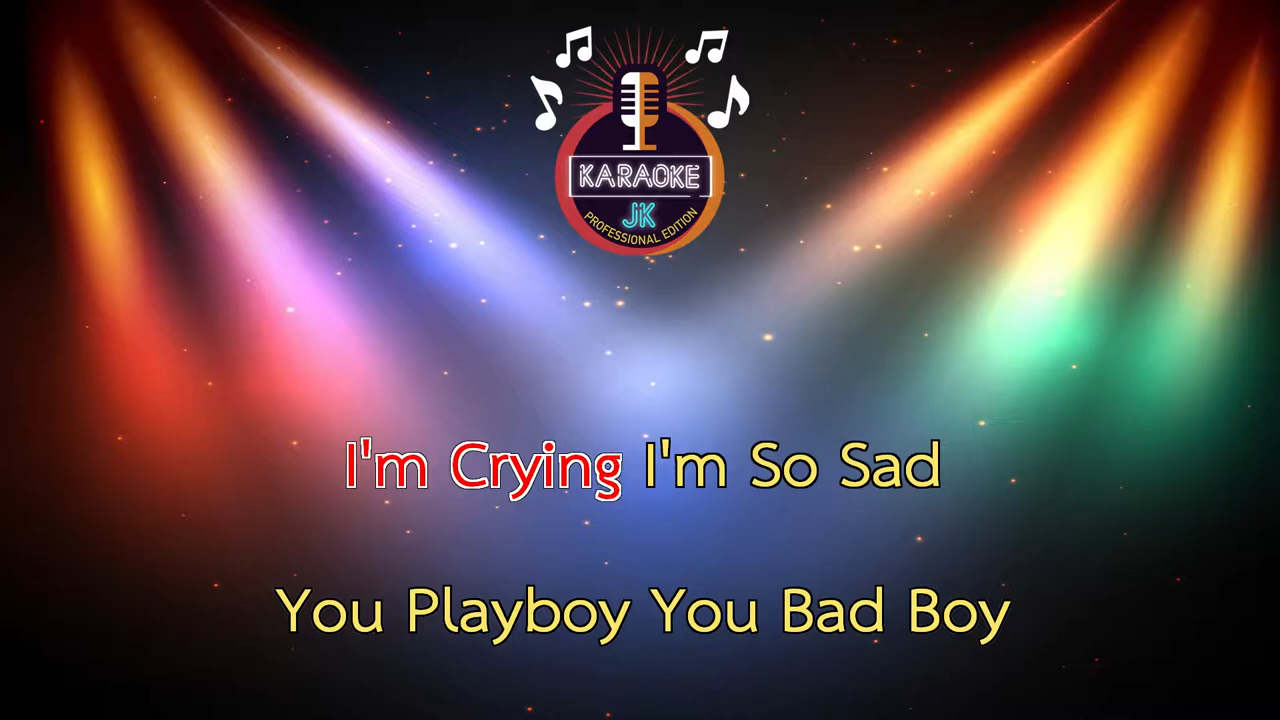 KARAOKE
JK
PROFESSIONAL EDITION
I'm Crying I'm So Sad
You Playboy You Bad Boy